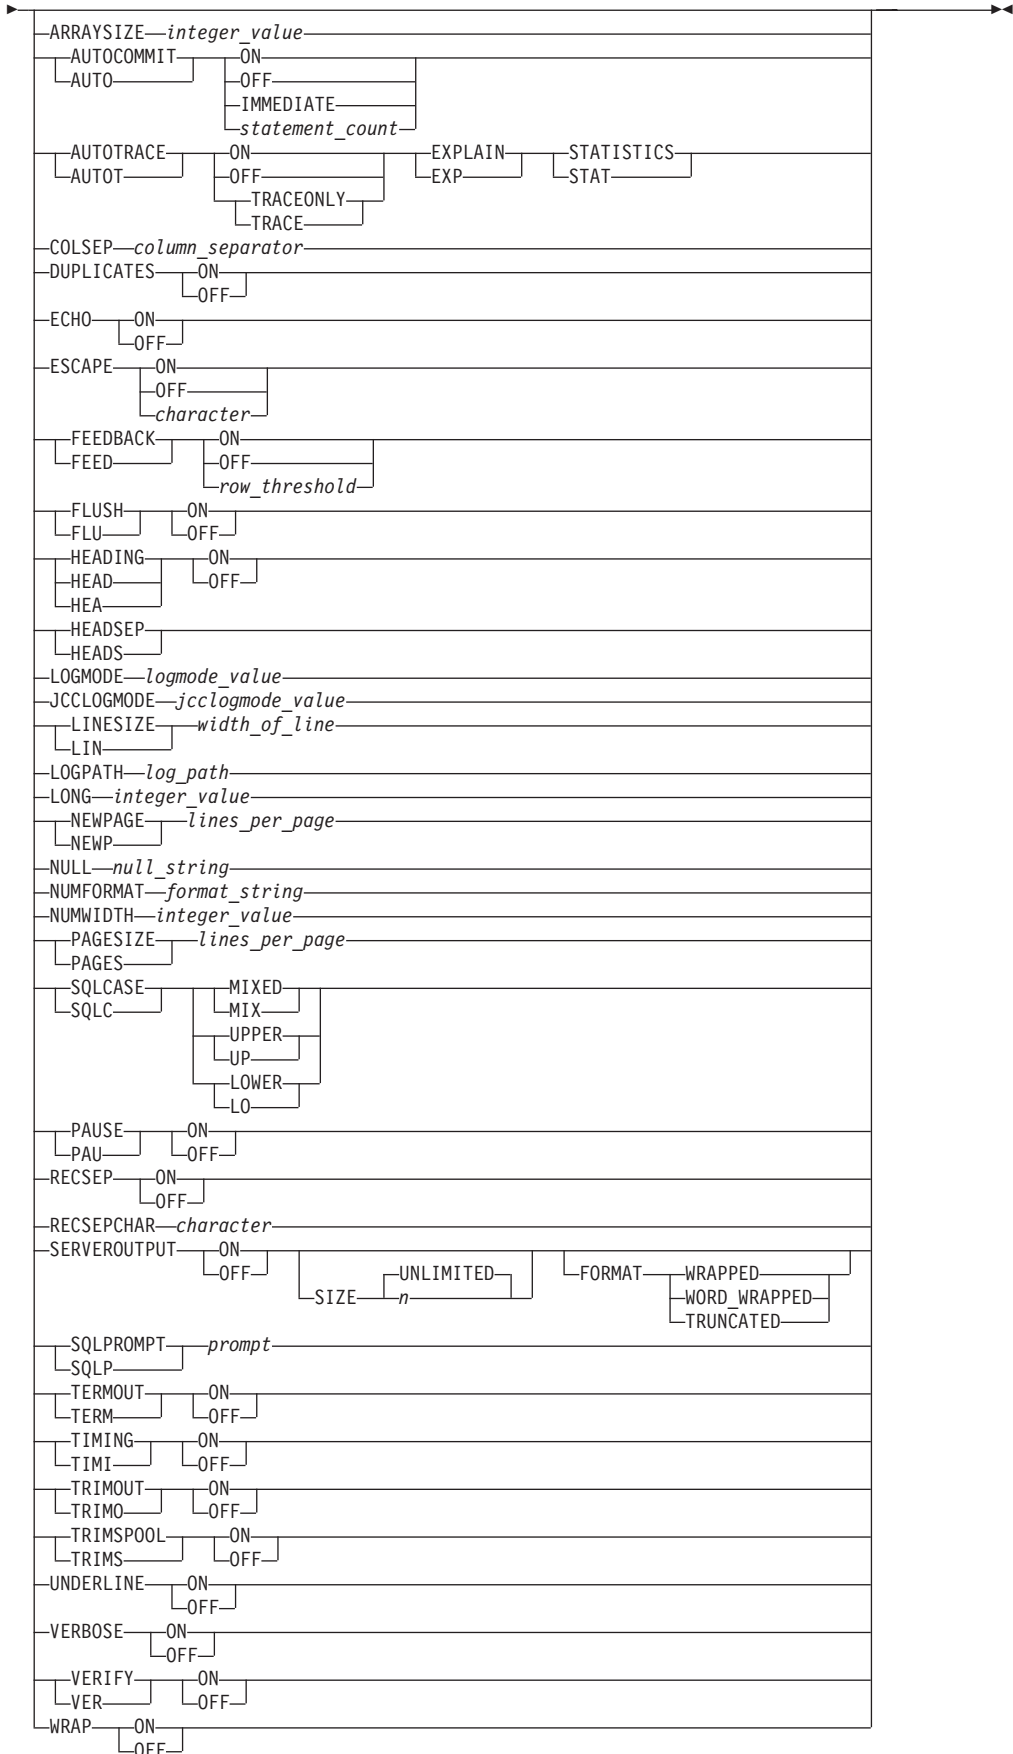 ARRAYSIZE integer_value
AUTOCOMMIT ON
AUTO OFF
IMMEDIATE
statement_count
AUTOTRACE ON EXPLAIN STATISTICS
AUTOT OFF EXP STAT
TRACEONLY
TRACE
COLSEP column_separator
DUPLICATES ON
OFF
ECHO ON
OFF
ESCAPE ON
OFF
character
FEEDBACK ON
FEED OFF
row_threshold
FLUSH ON
FLU OFF
HEADING ON
HEAD OFF
HEA
HEADSEP
HEADS
LOGMODE logmode_value
JCCLOGMODE jcclogmode_value
LINESIZE width_of_line
LIN
LOGPATH log_path
LONG integer_value
NEWPAGE lines_per_page
NEWP
NULL null_string
NUMFORMAT format_string
NUMWIDTH integer_value
PAGESIZE lines_per_page
PAGES
SQLCASE MIXED
SQLC MIX
UPPER
UP
LOWER
LO
PAUSE ON
PAU OFF
RECSEP ON
OFF
RECSEPCHAR character
SERVEROUTPUT ON
OFF UNLIMITED FORMAT WRAPPED
SIZE n WORD_WRAPPED
TRUNCATED
SQLPROMPT prompt
SQLP
TERMOUT ON
TERM OFF
TIMING ON
TIMI OFF
TRIMOUT ON
TRIMO OFF
TRIMSPOOL ON
TRIMS OFF
UNDERLINE ON
OFF
VERBOSE ON
OFF
VERIFY ON
VER OFF
WRAP ON
OFF